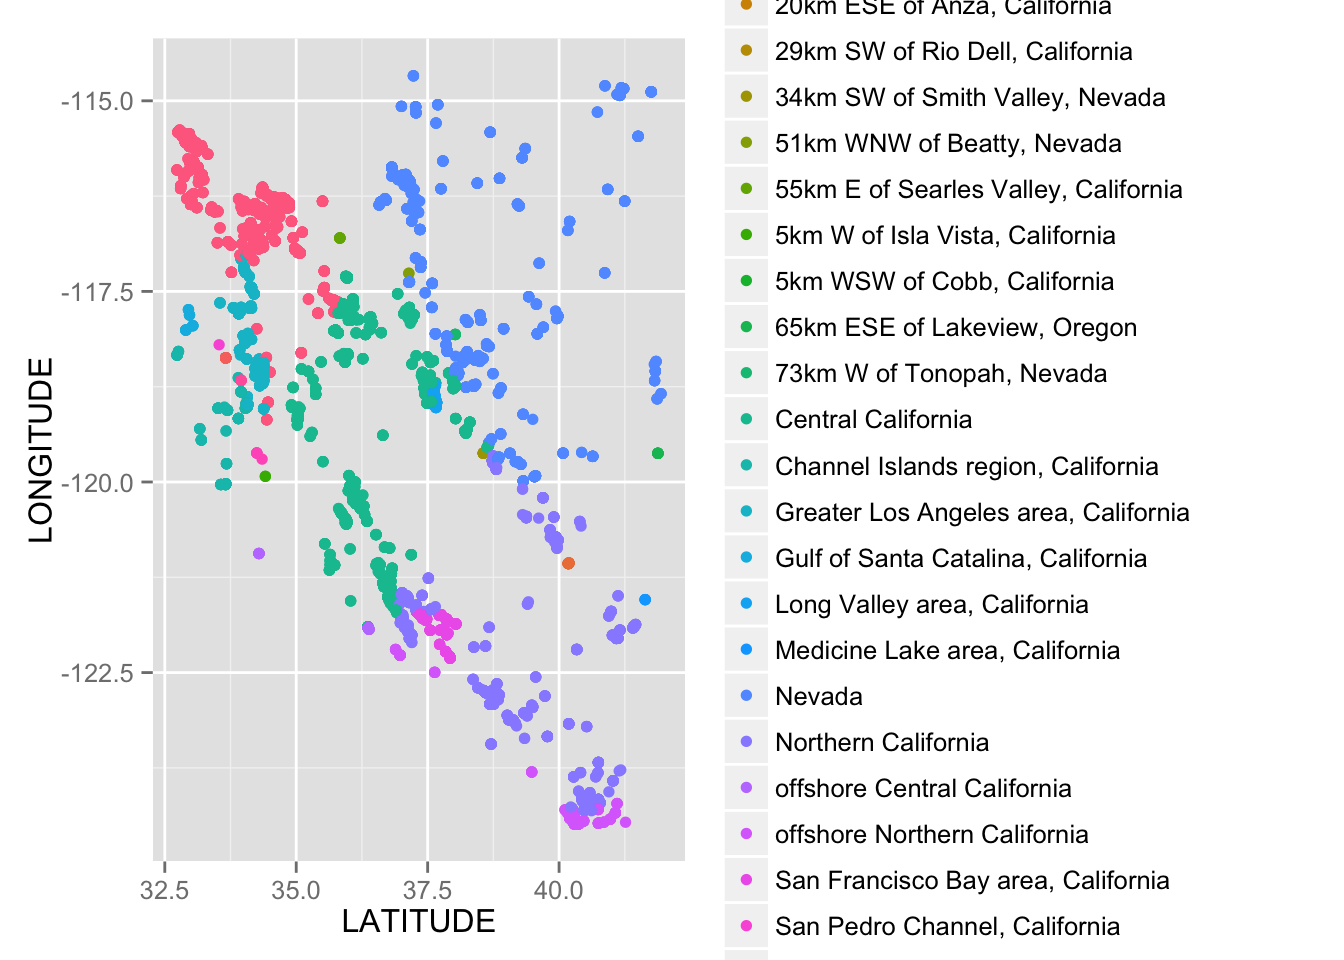 20km ESE of Anza, California
29km SW of Rio Dell, California
34km SW of Smith Valley, Nevada
51km WNW of Beatty, Nevada
55km E of Searles Valley, California
5km W of Isla Vista, California
5km WSW of Cobb, California
65km ESE of Lakeview, Oregon
73km W of Tonopah, Nevada
Central California
Channel Islands region, California
Greater Los Angeles area, California
Gulf of Santa Catalina, California
Long Valley area, California
Medicine Lake area, California
Nevada
Northern California
offshore Central California
offshore Northern California
San Francisco Bay area, California
San Pedro Channel, California
-115.0
-117.5
-120.0
-122.5
LONGITUDE
32.5 35.0 37.5 40.0
LATITUDE